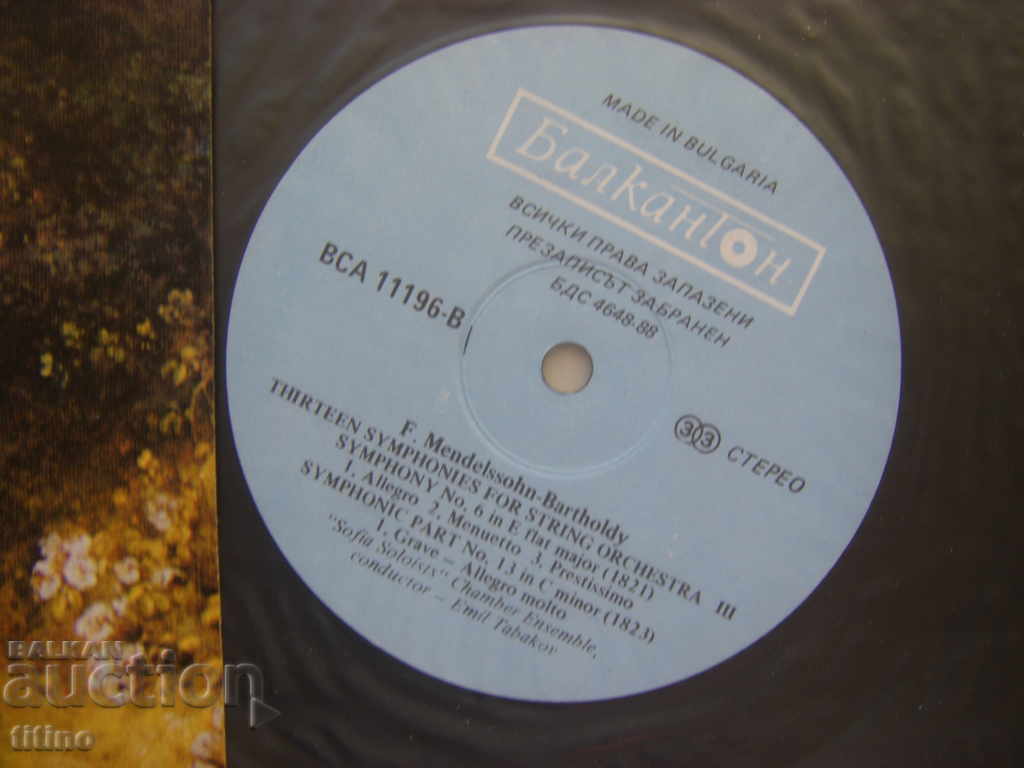 MADE IN BULGARIA
Балкантон
ВСИЧКИ ПРАВА ЗАПАЗЕНИ
ПРЕЗАПИСЪТ ЗАБРАНЕН
БДС 4648-88
ВСА 11196-В
33 СТЕРЕО
F. Mendelssohn-Bartholdy
THIRTEEN SYMPHONIES FOR STRING ORCHESTRA III
SYMPHONY No. 6 in E flat major (1821)
1. Allegro 2. Menuetto 3. Prestissimo
SYMPHONIC PART No. 13 in C minor (1823)
1. Grave – Allegro molto
"Sofia Soloists" Chamber Ensemble,
conductor – Emil Tabakov
BALKAN
auction
titino